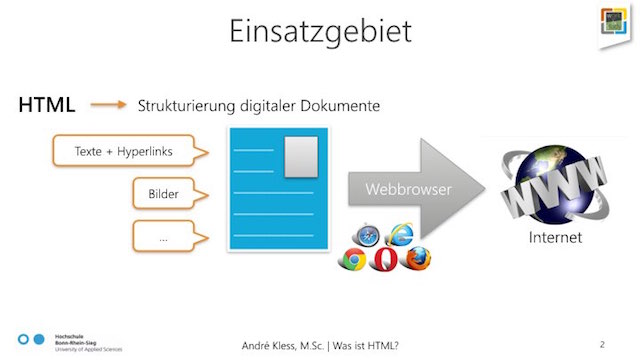 Einsatzgebiet
HTML
Strukturierung digitaler Dokumente
Texte + Hyperlinks
Bilder
...
Webbrowser
WWW
Internet
Hochschule
Bonn-Rhein-Sieg
University of Applied Sciences
André Kless, M.Sc. | Was ist HTML?
2